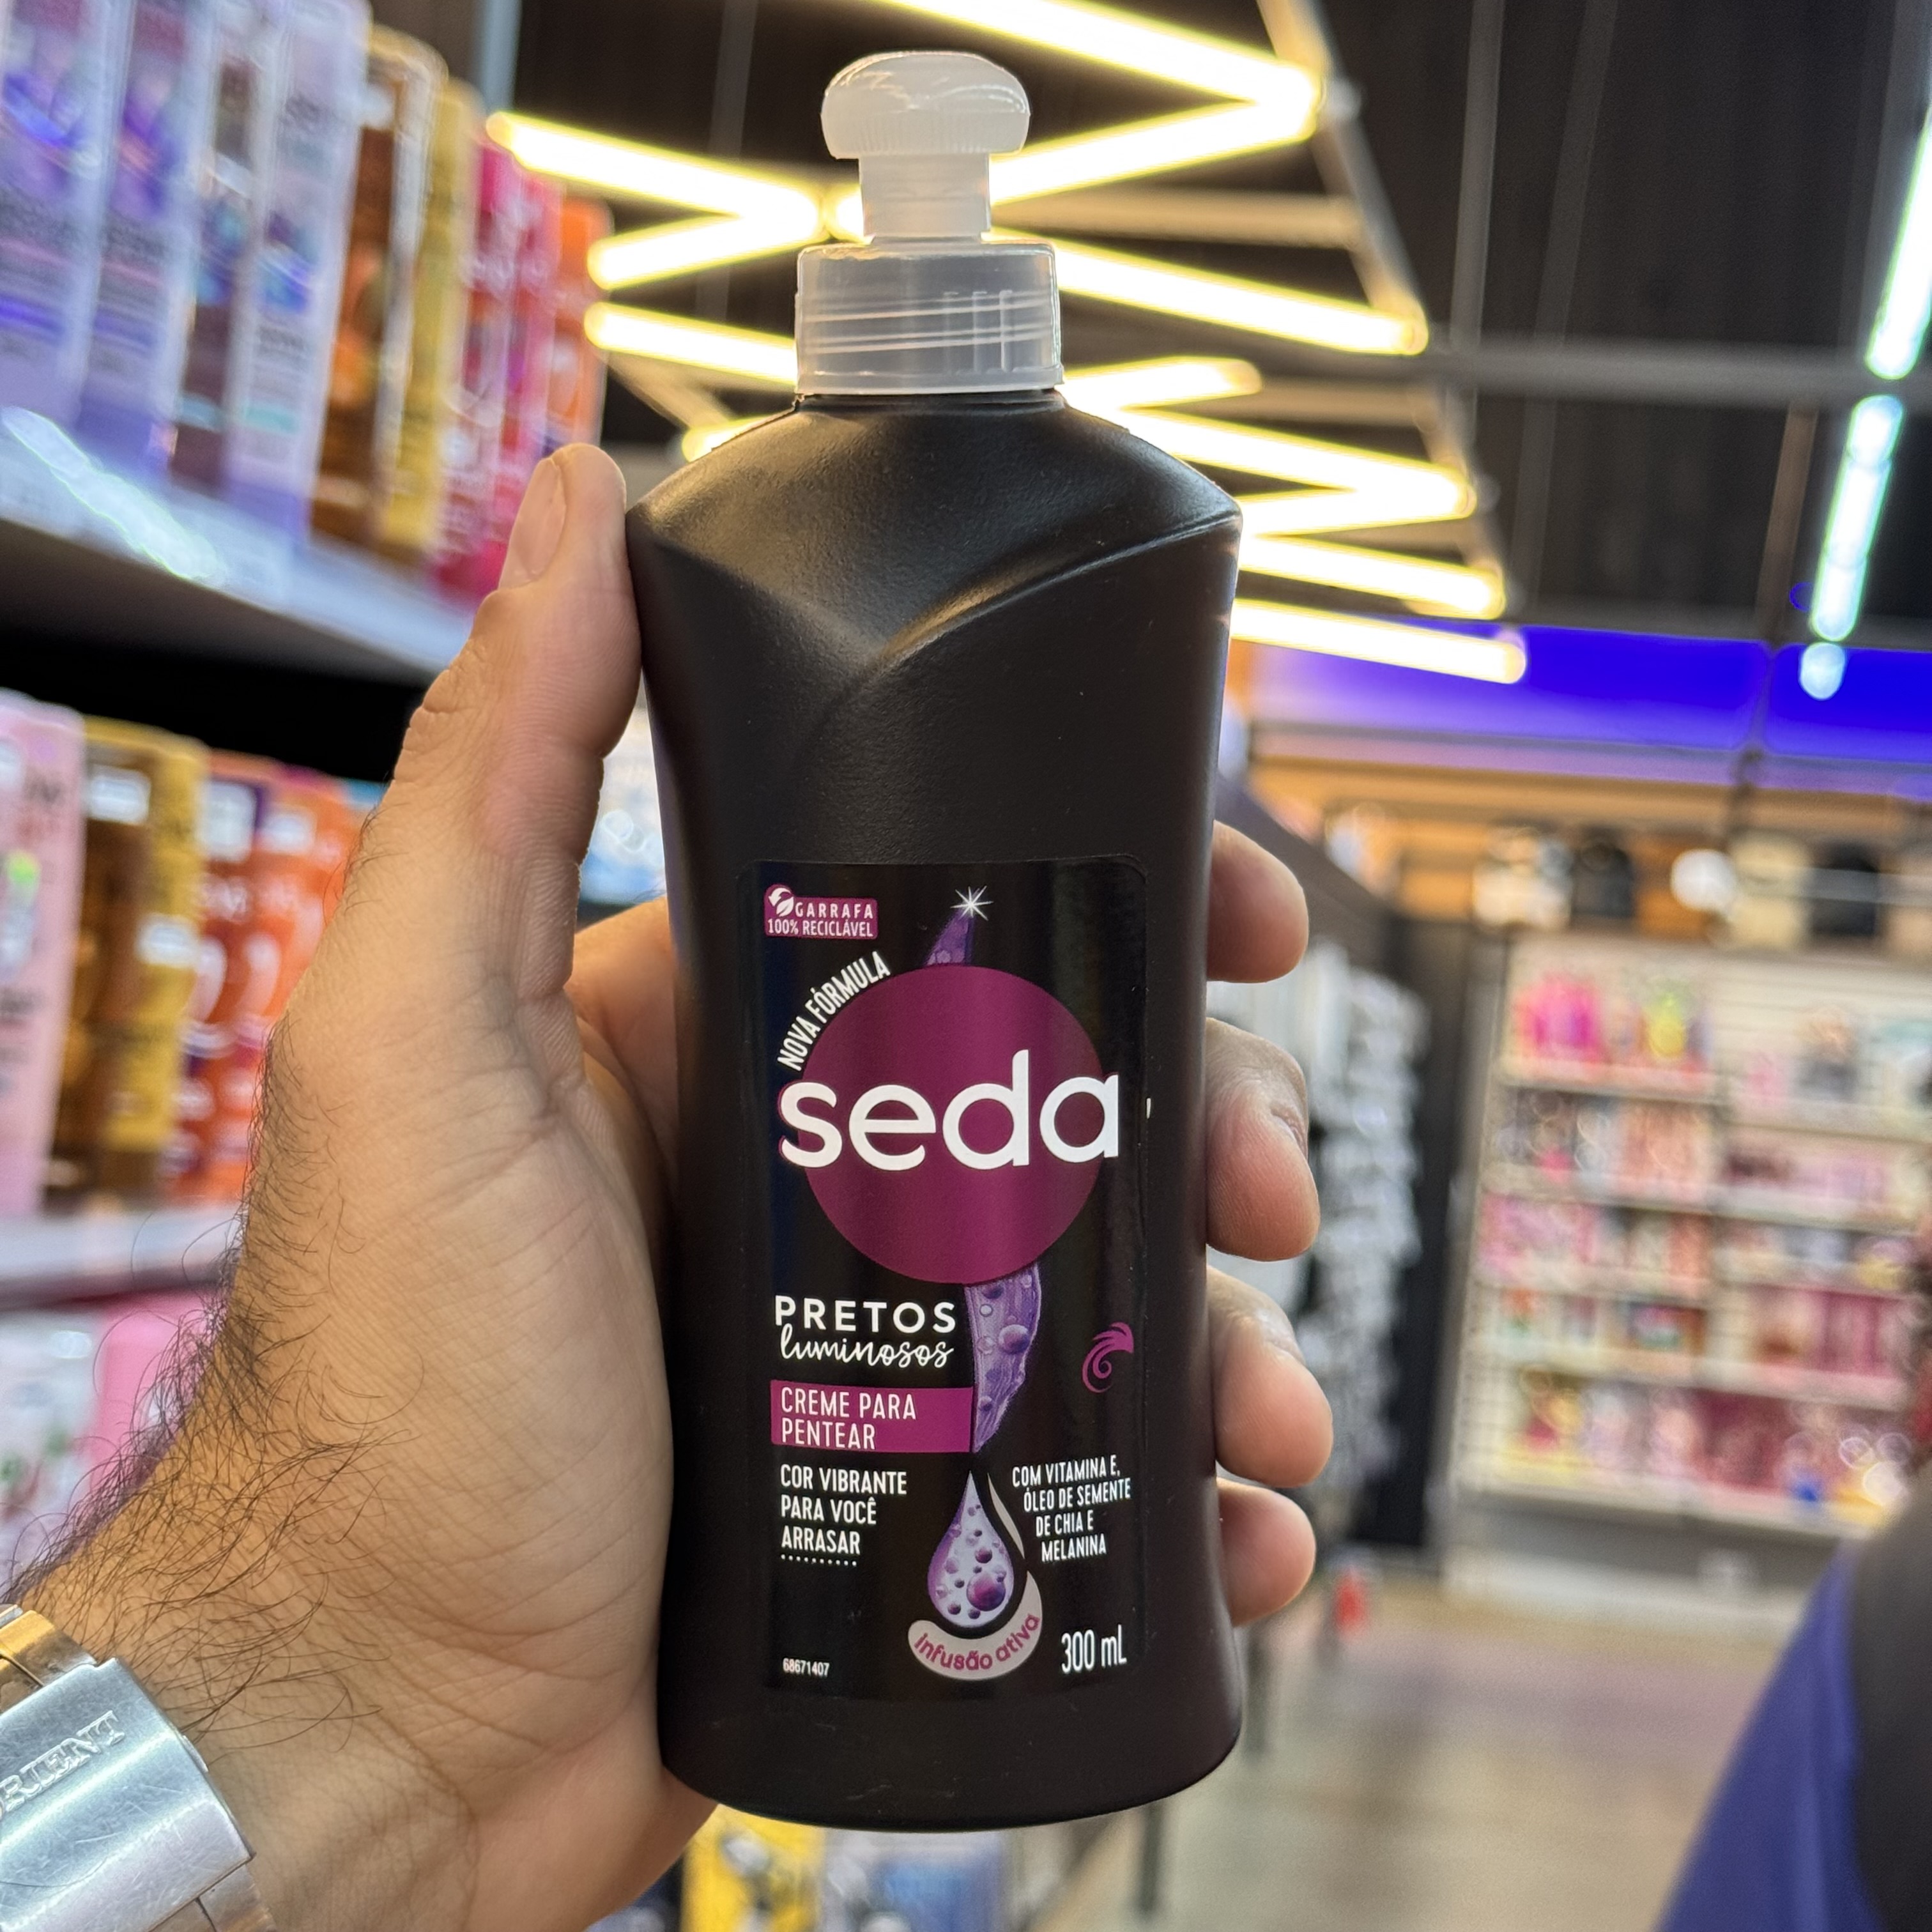 GARRAFA
100% RECICLÁVEL
NOVA FÓRMULA
seda
PRETOS
luminosos
CREME PARA
PENTEAR
COR VIBRANTE
PARA VOCÊ
ARRASAR
COM VITAMINA E,
ÓLEO DE SEMENTE
DE CHIA E
MELANINA
infusão ativa
300 mL
68671407